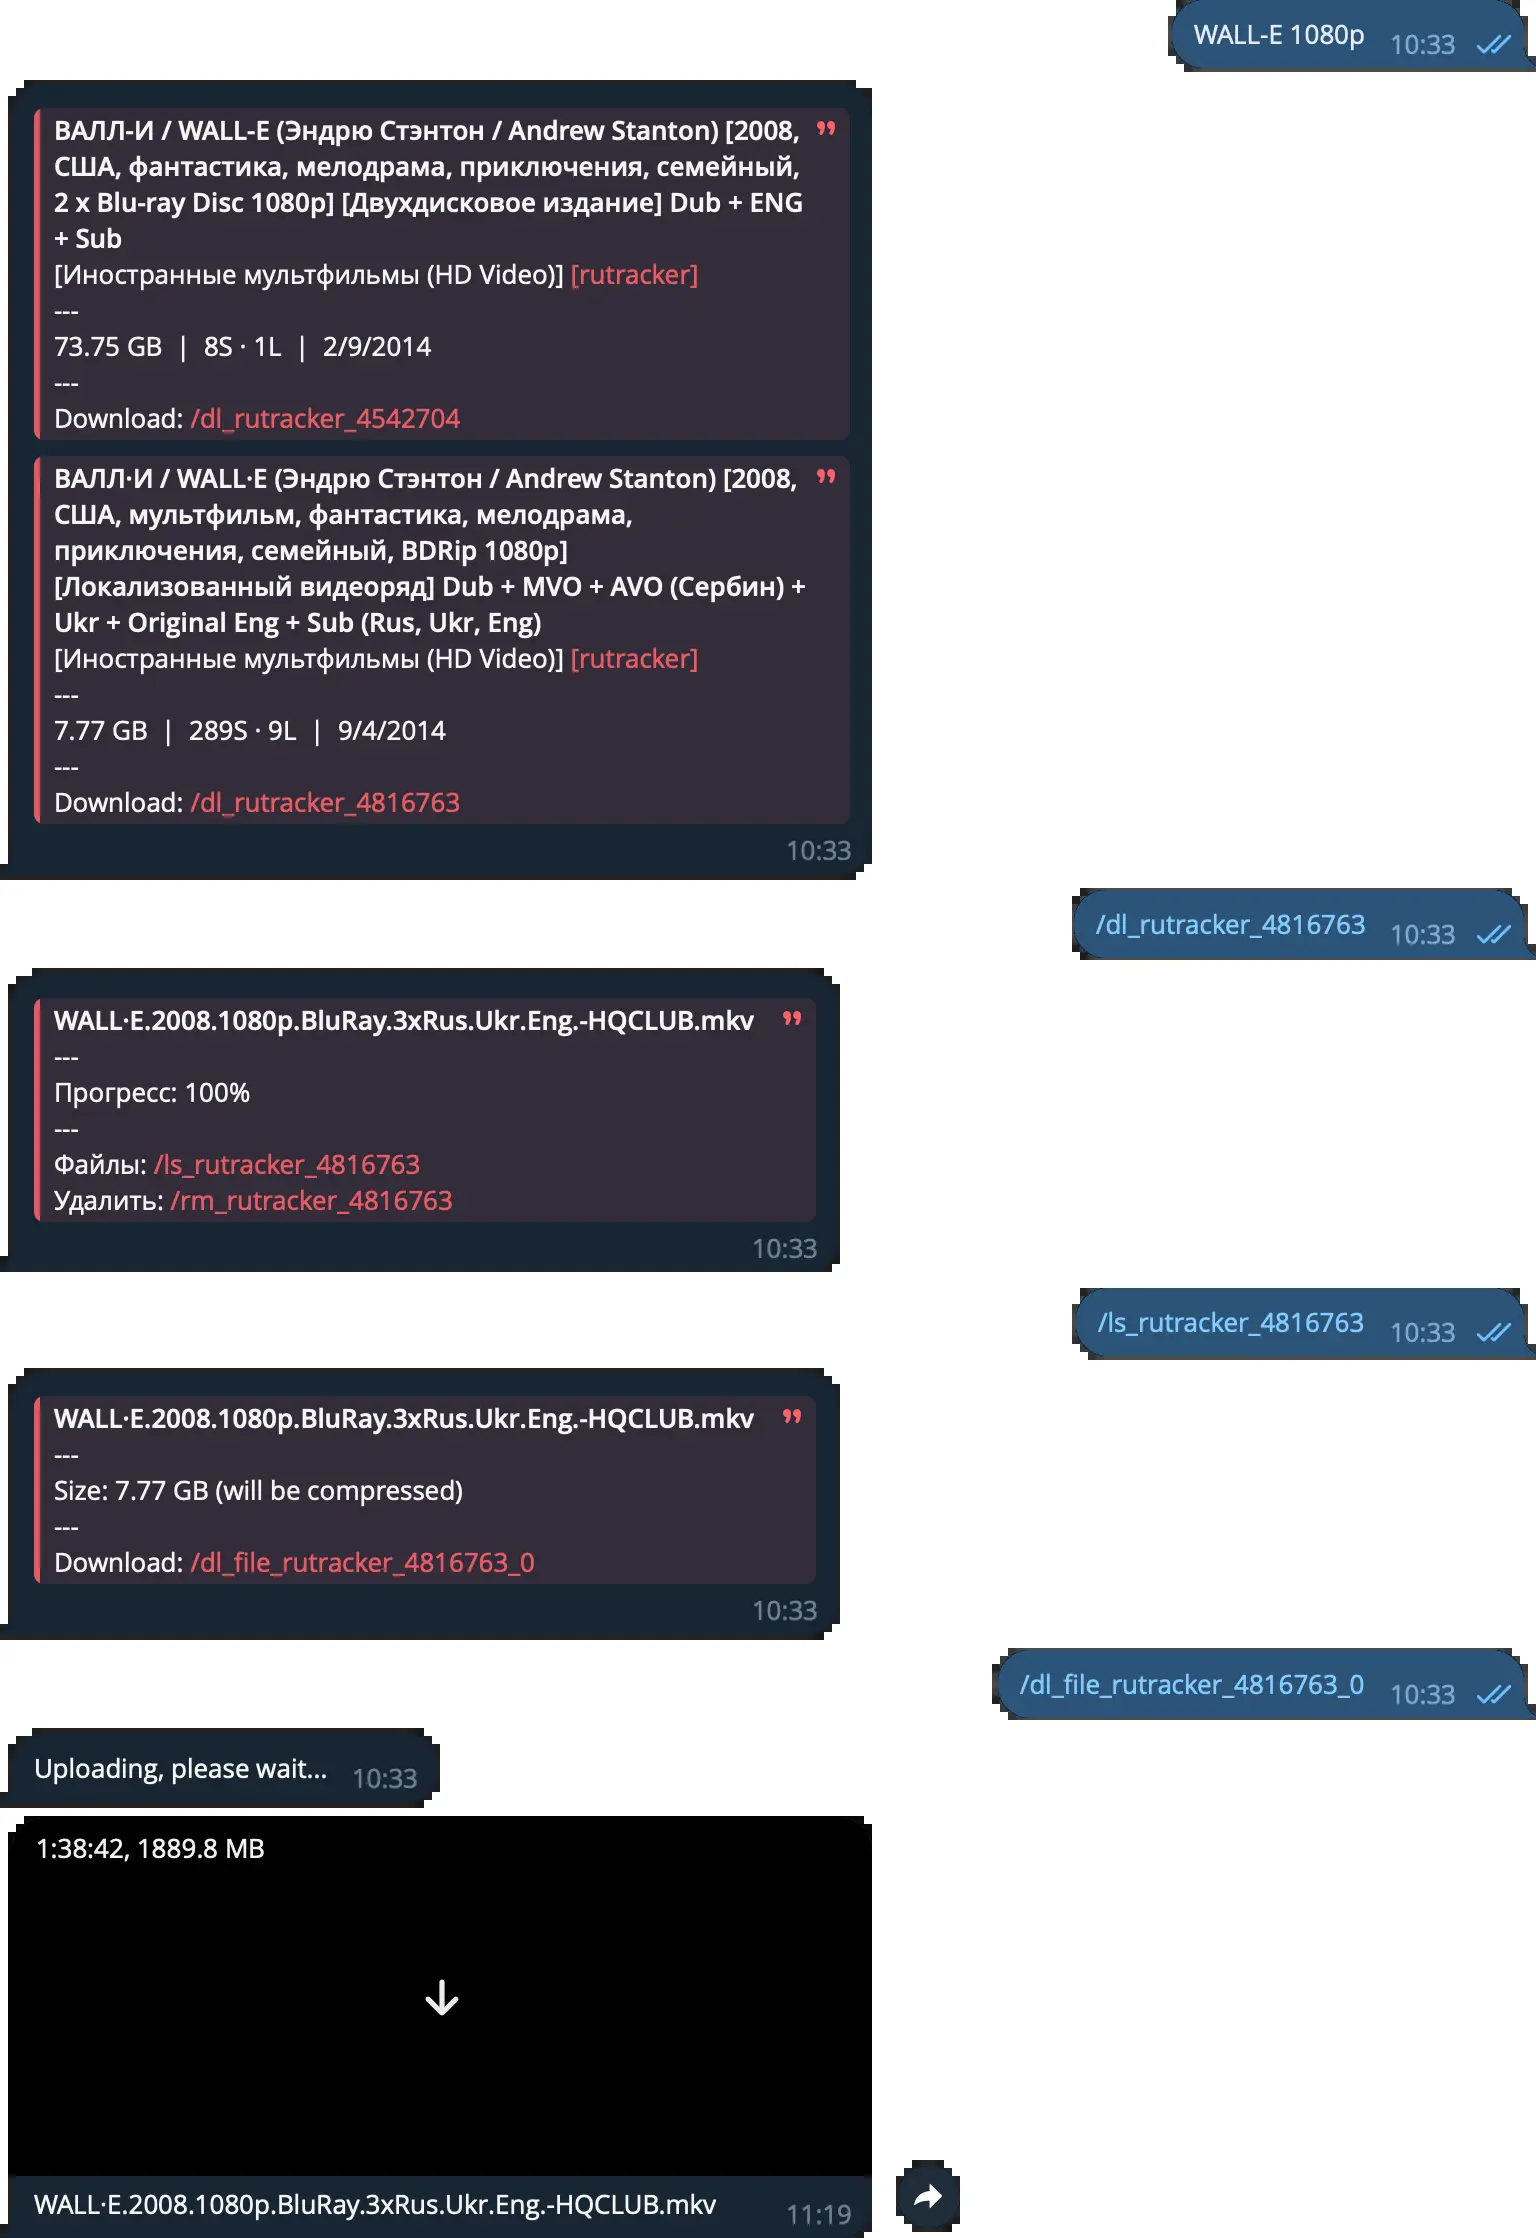 WALL-E 1080p 10:33
ВАЛЛ-И / WALL-E (Эндрю Стэнтон / Andrew Stanton) [2008,
США, фантастика, мелодрама, приключения, семейный,
2 x Blu-ray Disc 1080p] [Двухдисковое издание] Dub + ENG
+ Sub
[Иностранные мультфильмы (HD Video)] [rutracker]
---
73.75 GB | 8S · 1L | 2/9/2014
---
Download: /dl_rutracker_4542704
ВАЛЛ·И / WALL·E (Эндрю Стэнтон / Andrew Stanton) [2008,
США, мультфильм, фантастика, мелодрама,
приключения, семейный, BDRip 1080p]
[Локализованный видеоряд] Dub + MVO + AVO (Сербин) +
Ukr + Original Eng + Sub (Rus, Ukr, Eng)
[Иностранные мультфильмы (HD Video)] [rutracker]
---
7.77 GB | 289S · 9L | 9/4/2014
---
Download: /dl_rutracker_4816763
10:33
/dl_rutracker_4816763 10:33
WALL·E.2008.1080p.BluRay.3xRus.Ukr.Eng.-HQCLUB.mkv
---
Прогресс: 100%
---
Файлы: /ls_rutracker_4816763
Удалить: /rm_rutracker_4816763
10:33
/ls_rutracker_4816763 10:33
WALL·E.2008.1080p.BluRay.3xRus.Ukr.Eng.-HQCLUB.mkv
---
Size: 7.77 GB (will be compressed)
---
Download: /dl_file_rutracker_4816763_0
10:33
/dl_file_rutracker_4816763_0 10:33
Uploading, please wait... 10:33
1:38:42, 1889.8 MB
WALL·E.2008.1080p.BluRay.3xRus.Ukr.Eng.-HQCLUB.mkv 11:19